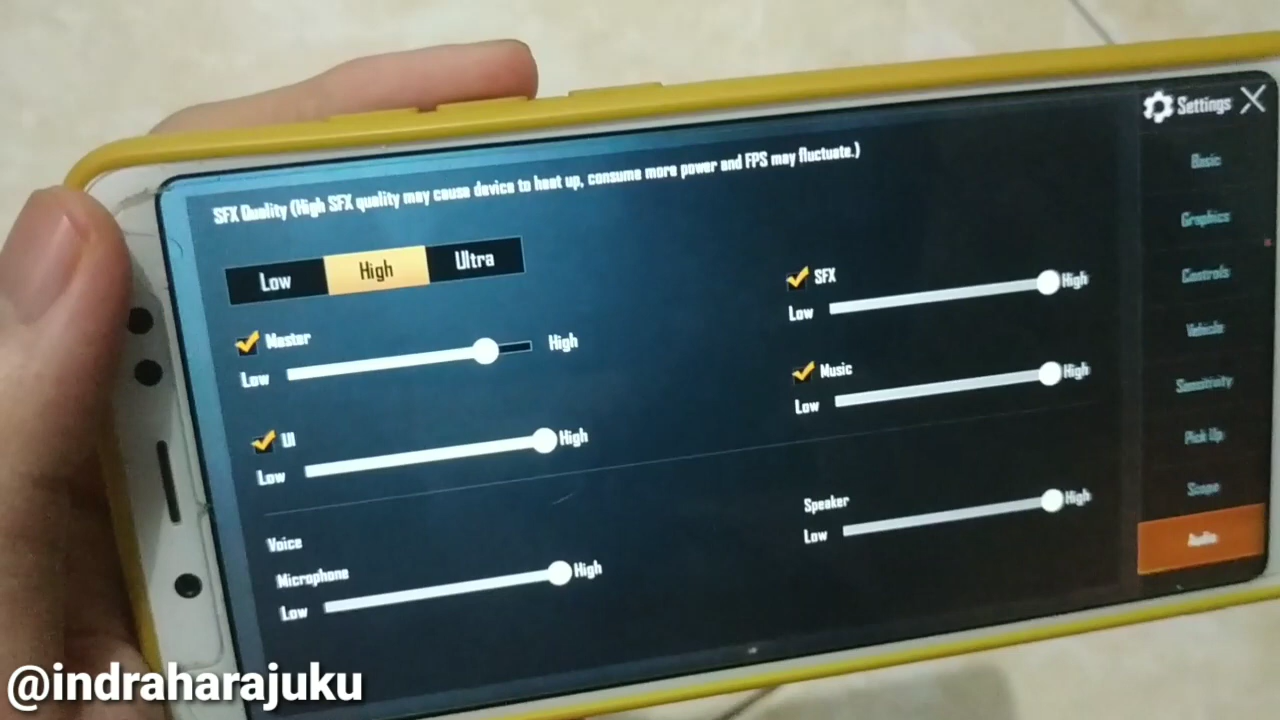 Settings
SFX Quality (High SFX quality may cause device to heat up, consume more power and FPS may fluctuate.)
Low High Ultra
Master
Low High
SFX
Low High
UI
Low High
Music
Low High
Voice
Microphone
Low High
Speaker
Low High
Basic
Graphics
Controls
Vehicle
Sensitivity
Pick Up
Scope
Audio
@indraharajuku